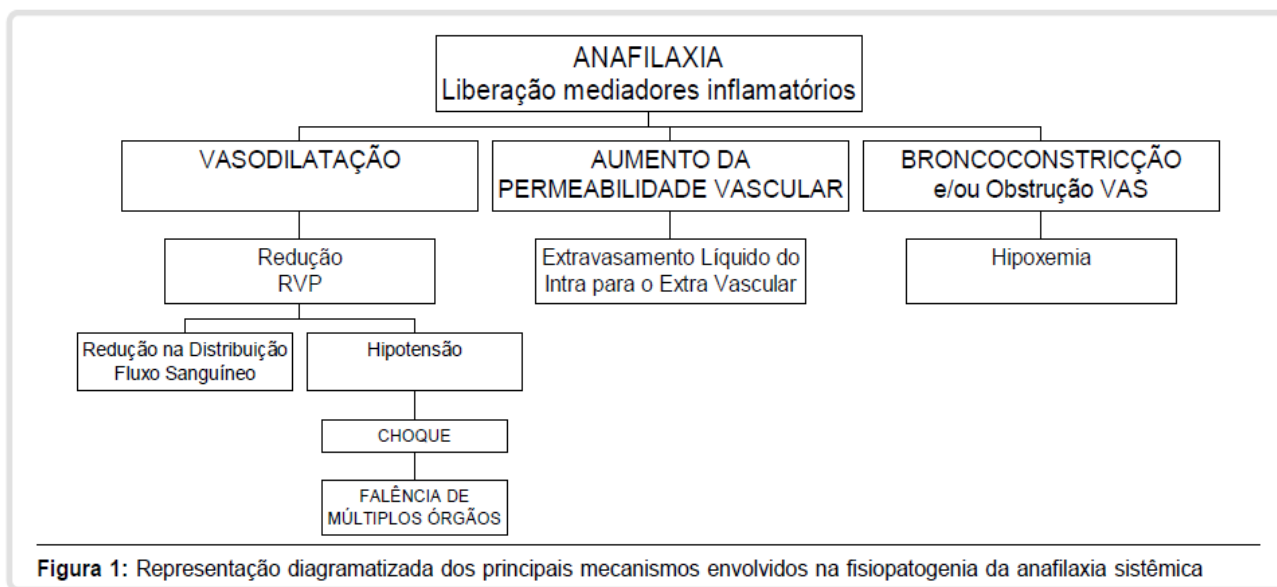 ANAFILAXIA
Liberação mediadores inflamatórios
VASODILATAÇÃO
AUMENTO DA
PERMEABILIDADE VASCULAR
BRONCOCONSTRICÇÃO
e/ou Obstrução VAS
Redução
RVP
Extravasamento Líquido do
Intra para o Extra Vascular
Hipoxemia
Redução na Distribuição
Fluxo Sanguíneo
Hipotensão
CHOQUE
FALÊNCIA DE
MÚLTIPLOS ÓRGÃOS
Figura 1: Representação diagramatizada dos principais mecanismos envolvidos na fisiopatogenia da anafilaxia sistêmica